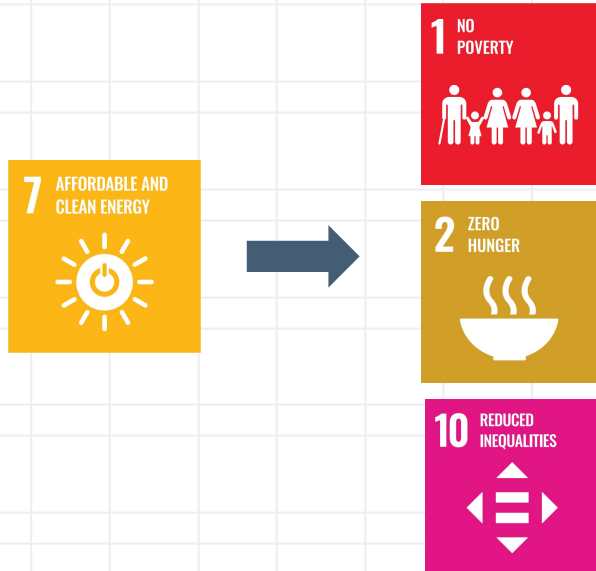 1 NO
POVERTY
7 AFFORDABLE AND
CLEAN ENERGY
2 ZERO
HUNGER
10 REDUCED
INEQUALITIES